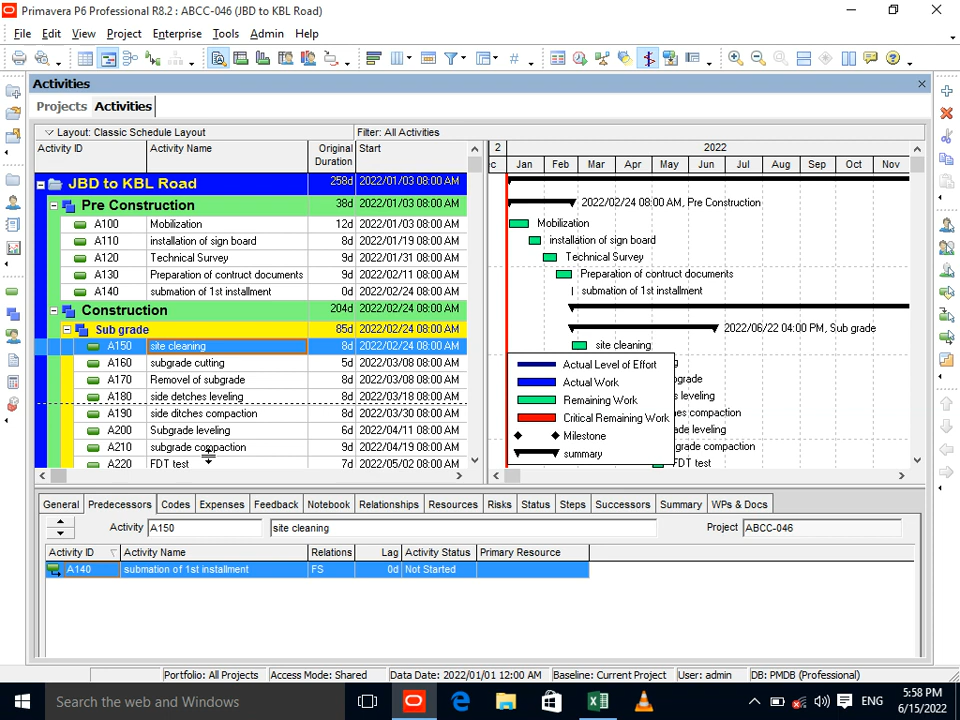 Primavera P6 Professional R8.2 : ABCC-046 (JBD to KBL Road)
File Edit View Project Enterprise Tools Admin Help
Activities
Projects Activities
Layout: Classic Schedule Layout Filter: All Activities
Activity ID Activity Name Original Duration Start 2 2022
c Jan Feb Mar Apr May Jun Jul Aug Sep Oct Nov
JBD to KBL Road 258d 2022/01/03 08:00 AM
Pre Construction 38d 2022/01/03 08:00 AM 2022/02/24 08:00 AM, Pre Construction
A100 Mobilization 12d 2022/01/03 08:00 AM Mobilization
A110 installation of sign board 8d 2022/01/19 08:00 AM installation of sign board
A120 Technical Survey 9d 2022/01/31 08:00 AM Technical Survey
A130 Preparation of contruct documents 9d 2022/02/11 08:00 AM Preparation of contruct documents
A140 submation of 1st installment 0d 2022/02/24 08:00 AM submation of 1st installment
Construction 204d 2022/02/24 08:00 AM
Sub grade 85d 2022/02/24 08:00 AM 2022/06/22 04:00 PM, Sub grade
A150 site cleaning 8d 2022/02/24 08:00 AM site cleaning
A160 subgrade cutting 5d 2022/03/08 08:00 AM Actual Level of Effort
A170 Removel of subgrade 8d 2022/03/08 08:00 AM Actual Work grade
A180 side detches leveling 8d 2022/03/18 08:00 AM Remaining Work es leveling
A190 side ditches compaction 8d 2022/03/30 08:00 AM Critical Remaining Work es compaction
A200 Subgrade leveling 6d 2022/04/11 08:00 AM Milestone leveling
A210 subgrade compaction 9d 2022/04/19 08:00 AM summary compaction
A220 FDT test 7d 2022/05/02 08:00 AM FDT test
General Predecessors Codes Expenses Feedback Notebook Relationships Resources Risks Status Steps Successors Summary WPs & Docs
Activity A150 site cleaning Project ABCC-046
Activity ID Activity Name Relations Lag Activity Status Primary Resource
A140 submation of 1st installment FS 0d Not Started
Portfolio: All Projects Access Mode: Shared Data Date: 2022/01/01 12:00 AM Baseline: Current Project User: admin DB: PMDB (Professional)
Search the web and Windows ENG 5:58 PM
6/15/2022